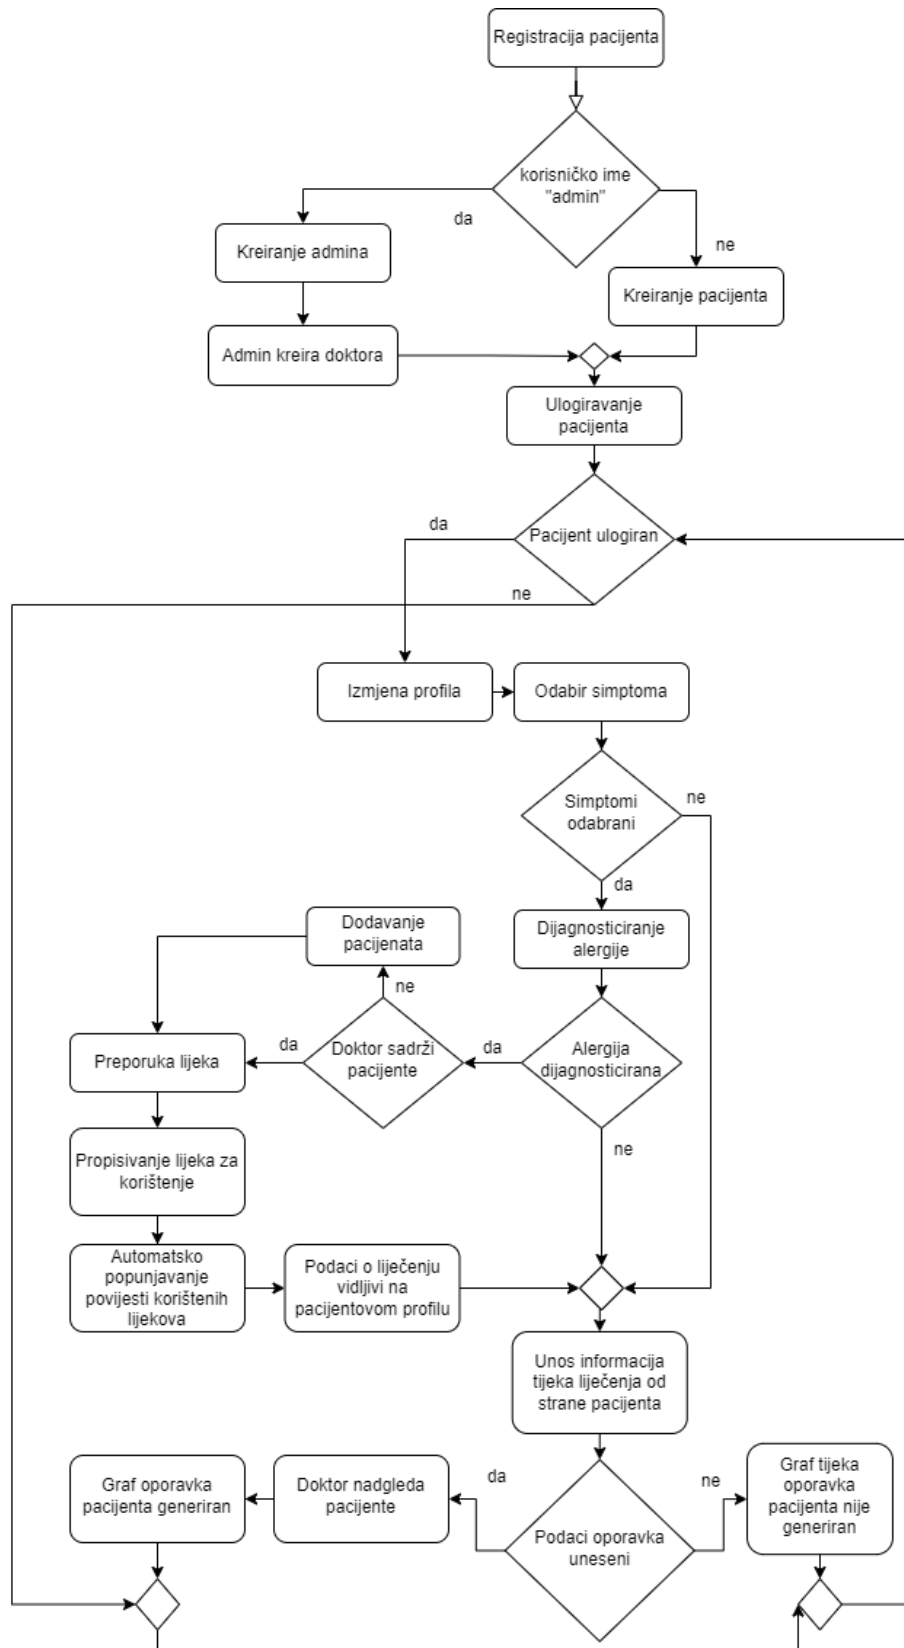 Registracija pacijenta
korisničko ime
"admin"
da
ne
Kreiranje admina
Kreiranje pacijenta
Admin kreira doktora
Ulogiravanje
pacijenta
da
Pacijent ulogiran
ne
Izmjena profila
Odabir simptoma
Simptomi
odabrani
ne
da
Dodavanje
pacijenata
Dijagnosticiranje
alergije
ne
Preporuka lijeka
da
Doktor sadrži
pacijente
da
Alergija
dijagnosticirana
ne
Propisivanje lijeka za
korištenje
Automatsko
popunjavanje
povijesti korištenih
lijekova
Podaci o liječenju
vidljivi na
pacijentovom profilu
Unos informacija
tijeka liječenja od
strane pacijenta
Graf oporavka
pacijenta generiran
Doktor nadgleda
pacijente
da
Podaci oporavka
uneseni
ne
Graf tijeka
oporavka
pacijenta nije
generiran